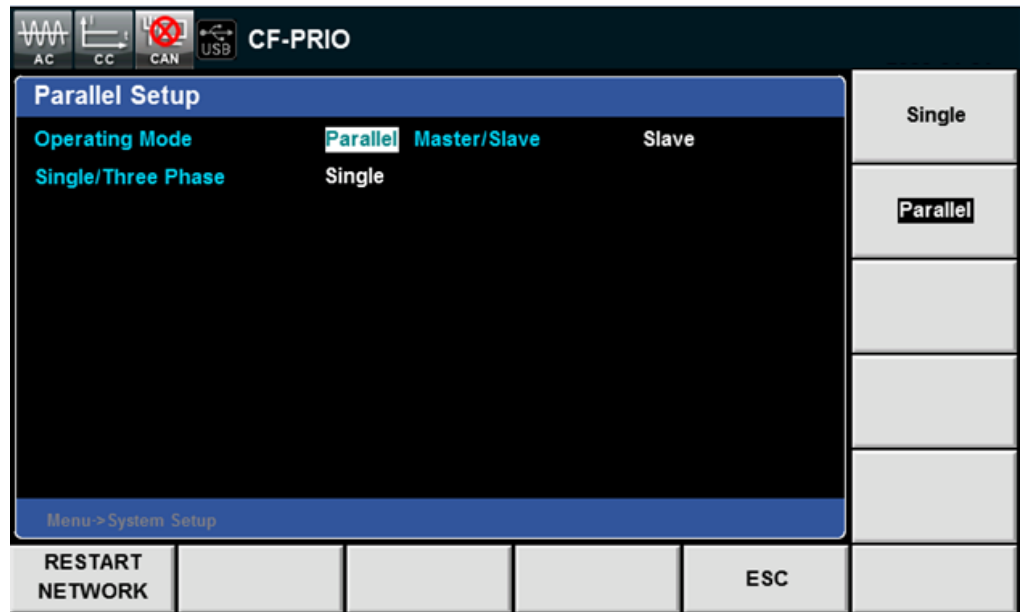 AC CC CAN USB CF-PRIO
Parallel Setup
Operating Mode Parallel Master/Slave Slave
Single/Three Phase Single
Menu->System Setup
Single
Parallel
RESTART
NETWORK
ESC